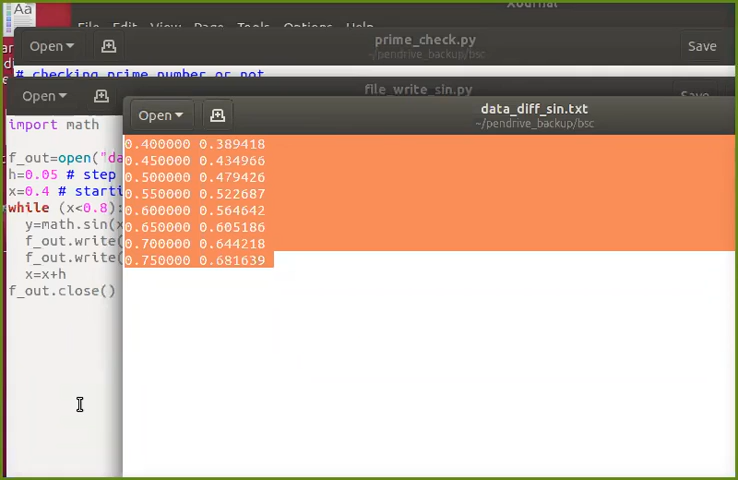 Aa
Xournal
File Edit View Page Tools Options Help
Open
prime_check.py
~/pendrive_backup/bsc
Save
# checking prime number or not
Open
file_write_sin.py
Save
Open
data_diff_sin.txt
~/pendrive_backup/bsc
import math
f_out=open("da
h=0.05 # step
x=0.4 # starti
while (x<0.8):
y=math.sin(x
f_out.write(
f_out.write(
x=x+h
f_out.close()
0.400000 0.389418
0.450000 0.434966
0.500000 0.479426
0.550000 0.522687
0.600000 0.564642
0.650000 0.605186
0.700000 0.644218
0.750000 0.681639